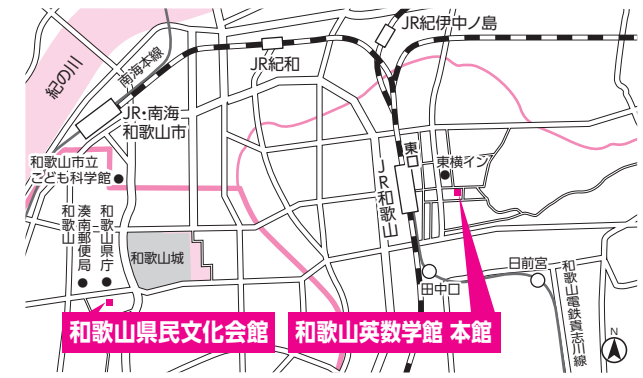 JR紀伊中ノ島
JR紀和
南海本線
紀の川
JR・南海
和歌山市
和歌山市立
こども科学館
東口
東横イン
JR和歌山
和歌山県庁
湊南郵便局
和歌山
和歌山城
日前宮
田中口
和歌山電鉄貴志川線
和歌山県民文化会館
和歌山英数学館 本館
N